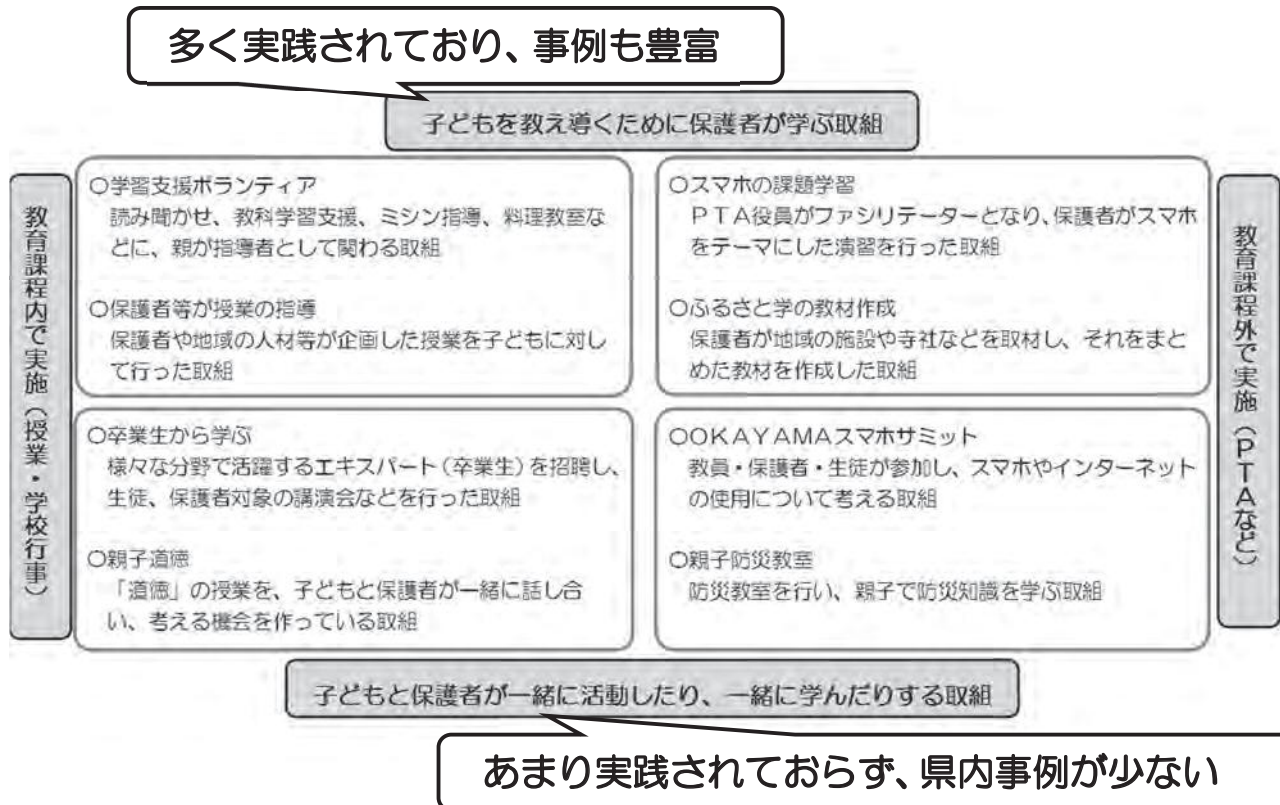 多く実践されており、事例も豊富
子どもを教え導くために保護者が学ぶ取組
教育課程内で実施（授業・学校行事）
○学習支援ボランティア
読み聞かせ、教科学習支援、ミシン指導、料理教室な
どに、親が指導者として関わる取組
○保護者等が授業の指導
保護者や地域の人材等が企画した授業を子どもに対し
て行った取組
○スマホの課題学習
ＰＴＡ役員がファシリテーターとなり、保護者がスマホ
をテーマにした演習を行った取組
○ふるさと学の教材作成
保護者が地域の施設や寺社などを取材し、それをまと
めた教材を作成した取組
教育課程外で実施（ＰＴＡなど）
○卒業生から学ぶ
様々な分野で活躍するエキスパート（卒業生）を招聘し、
生徒、保護者対象の講演会などを行った取組
○親子道徳
「道徳」の授業を、子どもと保護者が一緒に話し合
い、考える機会を作っている取組
○ＯＫＡＹＡＭＡスマホサミット
教員・保護者・生徒が参加し、スマホやインターネット
の使用について考える取組
○親子防災教室
防災教室を行い、親子で防災知識を学ぶ取組
子どもと保護者が一緒に活動したり、一緒に学んだりする取組
あまり実践されておらず、県内事例が少ない